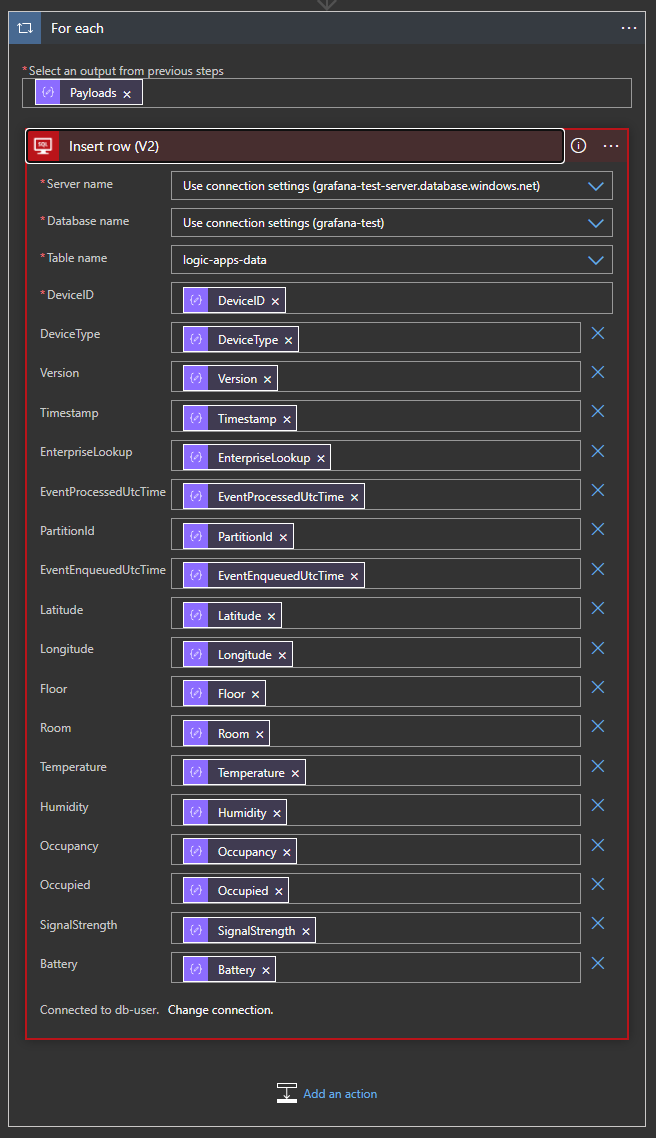 For each
*Select an output from previous steps
Payloads
SQL
Insert row (V2)
*Server name Use connection settings (grafana-test-server.database.windows.net)
*Database name Use connection settings (grafana-test)
*Table name logic-apps-data
*DeviceID DeviceID
DeviceType DeviceType
Version Version
Timestamp Timestamp
EnterpriseLookup EnterpriseLookup
EventProcessedUtcTime EventProcessedUtcTime
PartitionId PartitionId
EventEnqueuedUtcTime EventEnqueuedUtcTime
Latitude Latitude
Longitude Longitude
Floor Floor
Room Room
Temperature Temperature
Humidity Humidity
Occupancy Occupancy
Occupied Occupied
SignalStrength SignalStrength
Battery Battery
Connected to db-user. Change connection.
Add an action